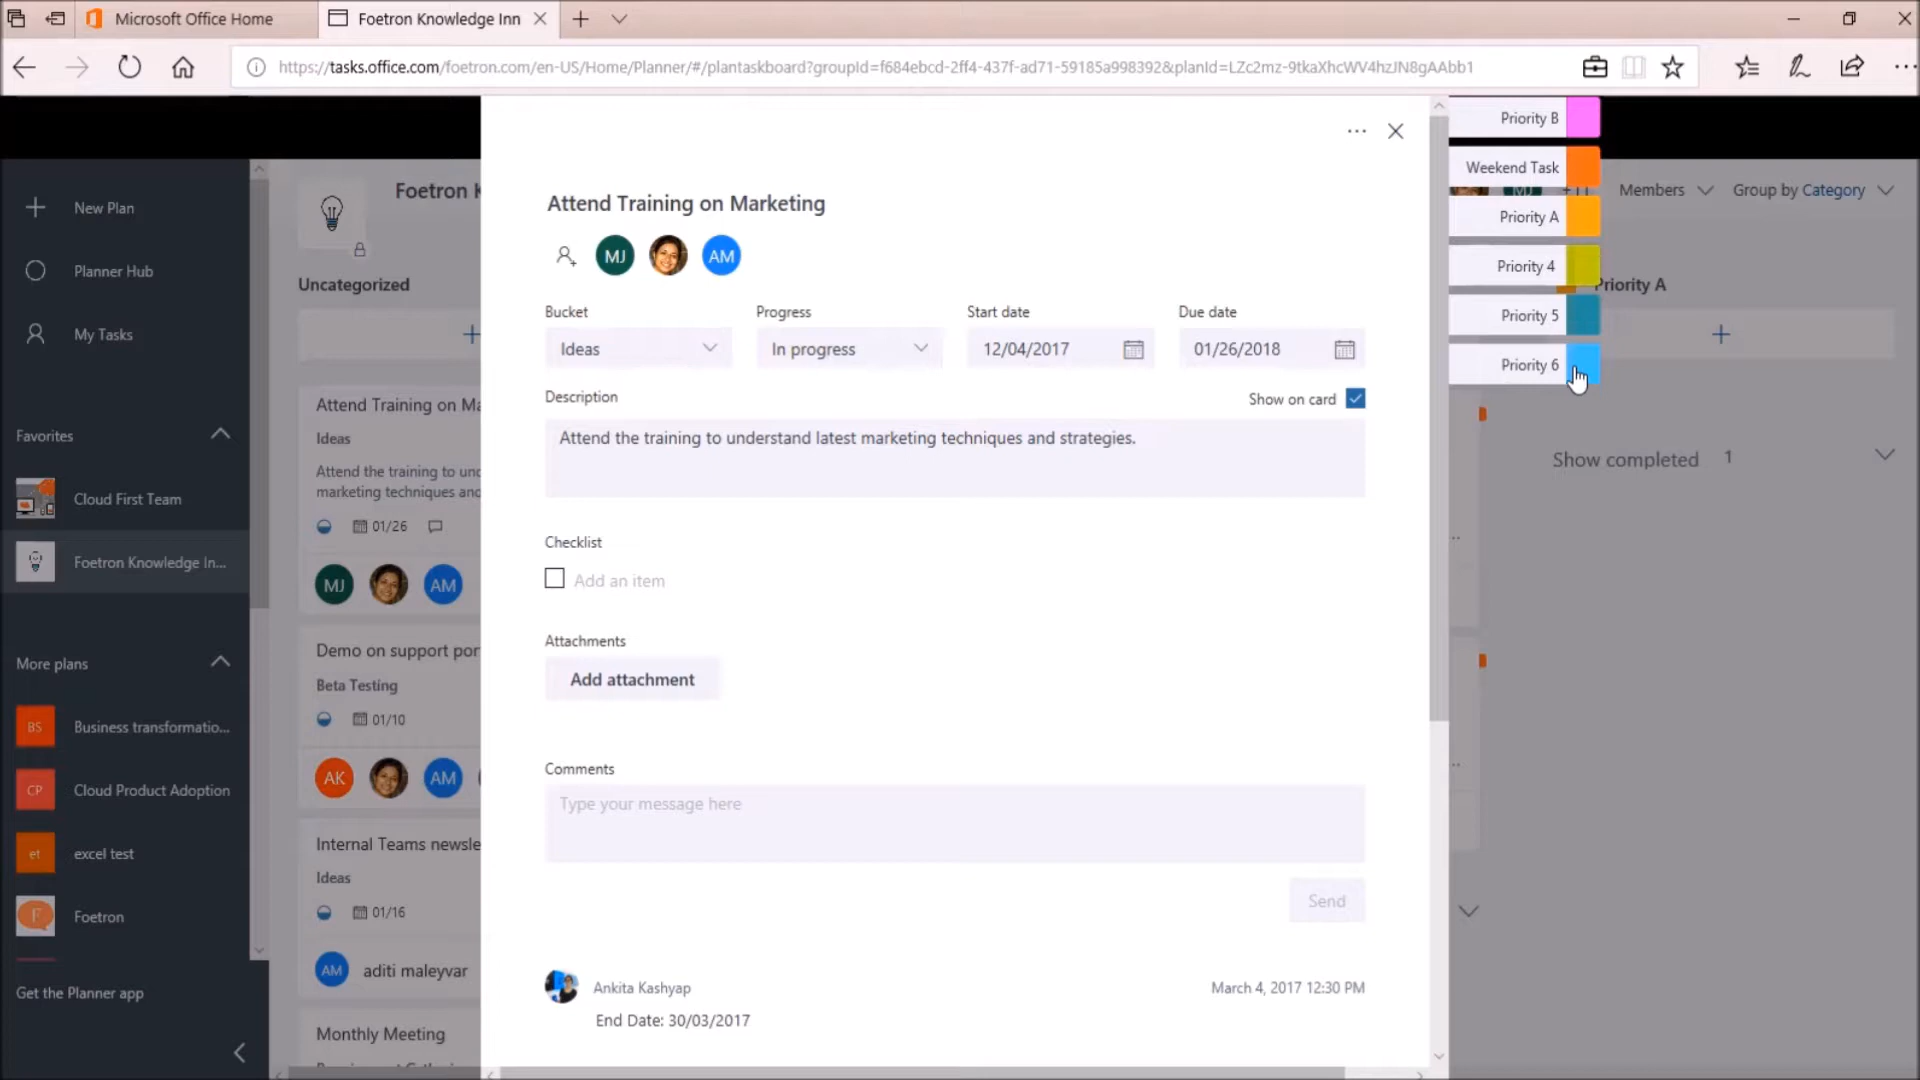 Microsoft Office Home
Foetron Knowledge Inn
https://tasks.office.com/foetron.com/en-US/Home/Planner/#/plantaskboard?groupId=f684ebcd-2ff4-437f-ad71-59185a998392&planId=LZc2mz-9tkaXhcWV4hzJN8gAAbb1
New Plan
Planner Hub
My Tasks
Favorites
Cloud First Team
Foetron Knowledge In...
More plans
BS
Business transformatio...
CP
Cloud Product Adoption
et
excel test
F
Foetron
Get the Planner app
Foetron K
Uncategorized
Attend Training on Ma
Ideas
Attend the training to und
marketing techniques and
01/26
MJ
AM
Demo on support por
Beta Testing
01/10
AK
AM
Internal Teams newsle
Ideas
01/16
AM
aditi maleyvar
Monthly Meeting
Attend Training on Marketing
MJ
AM
Bucket
Progress
Start date
Due date
Ideas
In progress
12/04/2017
01/26/2018
Description
Show on card
Attend the training to understand latest marketing techniques and strategies.
Checklist
Add an item
Attachments
Add attachment
Comments
Type your message here
Send
Ankita Kashyap
March 4, 2017 12:30 PM
End Date: 30/03/2017
Priority B
Weekend Task
Priority A
Priority 4
Priority 5
Priority 6
Members
Group by Category
Priority A
Show completed 1